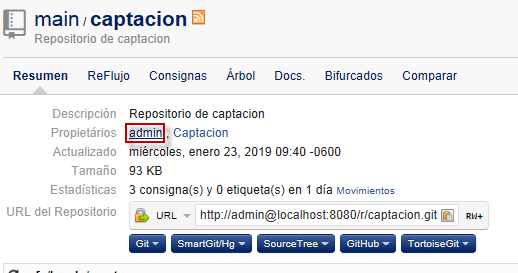 main / captacion
Repositorio de captacion
Resumen ReFlujo Consignas Árbol Docs. Bifurcados Comparar
Descripción Repositorio de captacion
Propietários admin, Captacion
Actualizado miércoles, enero 23, 2019 09:40 -0600
Tamaño 93 KB
Estadísticas 3 consigna(s) y 0 etiqueta(s) en 1 día Movimientos
URL del Repositorio URL http://admin@localhost:8080/r/captacion.git RW+
Git SmartGit/Hg SourceTree GitHub TortoiseGit